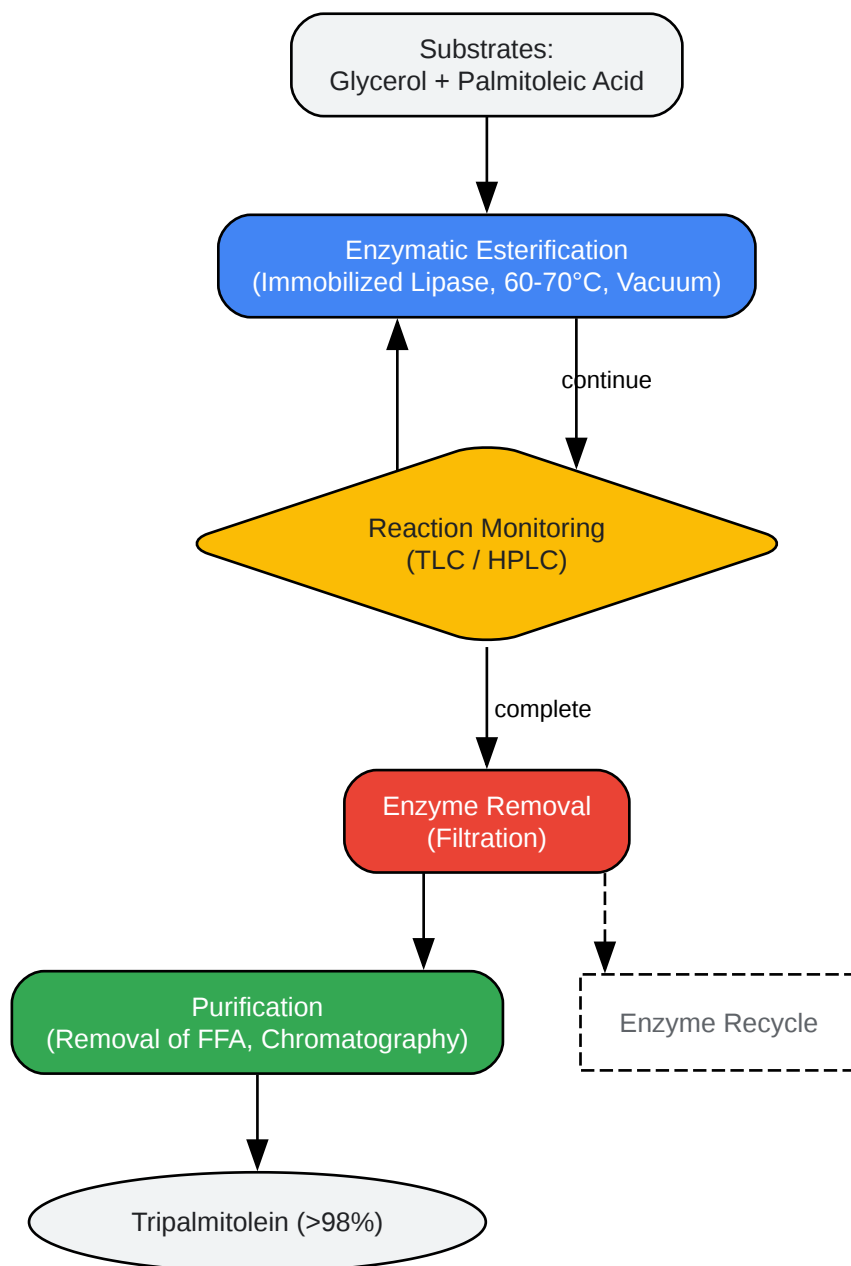 Substrates:
Glycerol + Palmitoleic Acid
Enzymatic Esterification
(Immobilized Lipase, 60-70°C, Vacuum)
continue
Reaction Monitoring
(TLC / HPLC)
complete
Enzyme Removal
(Filtration)
Purification
(Removal of FFA, Chromatography)
Enzyme Recycle
Tripalmitolein (>98%)